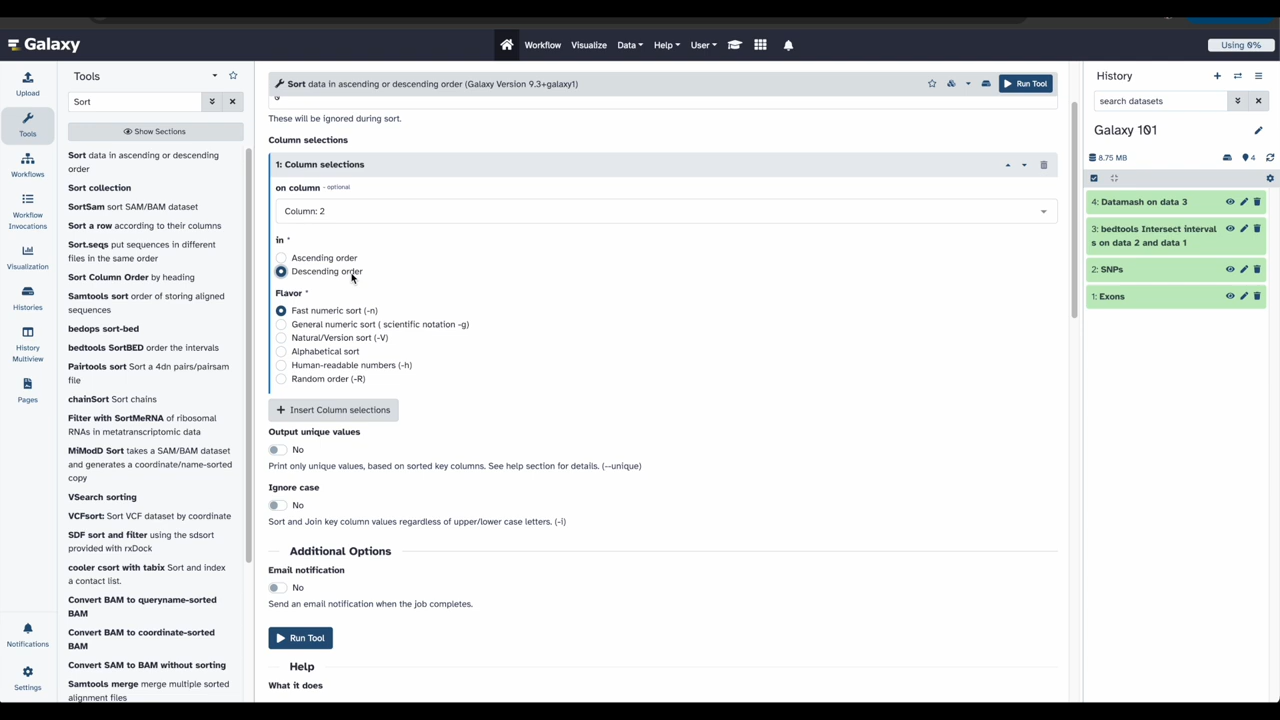 Galaxy
Workflow
Visualize
Data
Help
User
Using 0%
Upload
Tools
Workflows
Workflow
Invocations
Visualization
Histories
History
Multiview
Pages
Notifications
Settings
Tools
Sort
Show Sections
Sort data in ascending or descending
order
Sort collection
SortSam sort SAM/BAM dataset
Sort a row according to their columns
Sort.seqs put sequences in different
files in the same order
Sort Column Order by heading
Samtools sort order of storing aligned
sequences
bedops sort-bed
bedtools SortBED order the intervals
Pairtools sort Sort a 4dn pairs/pairsam
file
chainSort Sort chains
Filter with SortMeRNA of ribosomal
RNAs in metatranscriptomic data
MiModD Sort takes a SAM/BAM dataset
and generates a coordinate/name-sorted
copy
VSearch sorting
VCFsort: Sort VCF dataset by coordinate
SDF sort and filter using the sdsort
provided with rxDock
cooler csort with tabix Sort and index
a contact list.
Convert BAM to queryname-sorted
BAM
Convert BAM to coordinate-sorted
BAM
Convert SAM to BAM without sorting
Samtools merge merge multiple sorted
alignment files
Sort data in ascending or descending order (Galaxy Version 9.3+galaxy1)
Run Tool
These will be ignored during sort.
Column selections
1: Column selections
on column - optional
Column: 2
in *
Ascending order
Descending order
Flavor *
Fast numeric sort (-n)
General numeric sort ( scientific notation -g)
Natural/Version sort (-V)
Alphabetical sort
Human-readable numbers (-h)
Random order (-R)
Insert Column selections
Output unique values
No
Print only unique values, based on sorted key columns. See help section for details. (--unique)
Ignore case
No
Sort and Join key column values regardless of upper/lower case letters. (-i)
Additional Options
Email notification
No
Send an email notification when the job completes.
Run Tool
Help
What it does
History
search datasets
Galaxy 101
8.75 MB
4
4: Datamash on data 3
3: bedtools Intersect interval
s on data 2 and data 1
2: SNPs
1: Exons